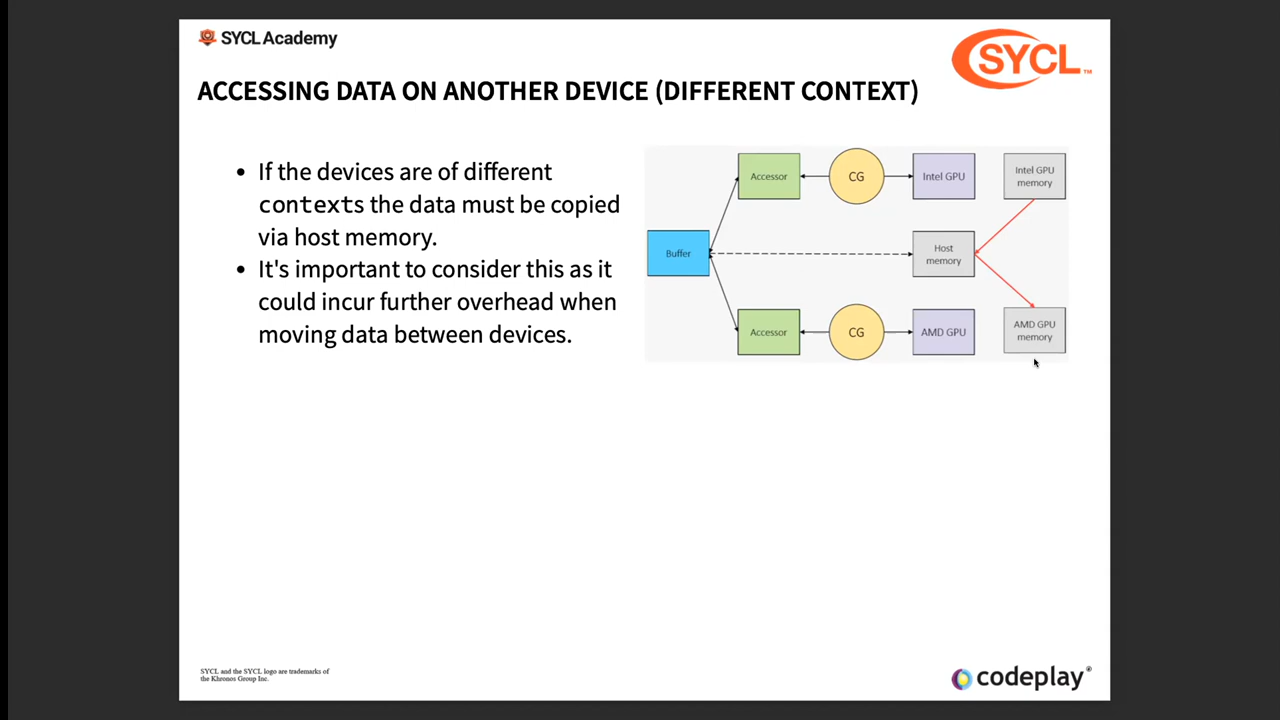 SYCL Academy
SYCL™
ACCESSING DATA ON ANOTHER DEVICE (DIFFERENT CONTEXT)
• If the devices are of different
contexts the data must be copied
via host memory.
• It's important to consider this as it
could incur further overhead when
moving data between devices.
Accessor
CG
Intel GPU
Intel GPU
memory
Buffer
Host
memory
Accessor
CG
AMD GPU
AMD GPU
memory
SYCL and the SYCL logo are trademarks of
the Khronos Group Inc.
codeplay®